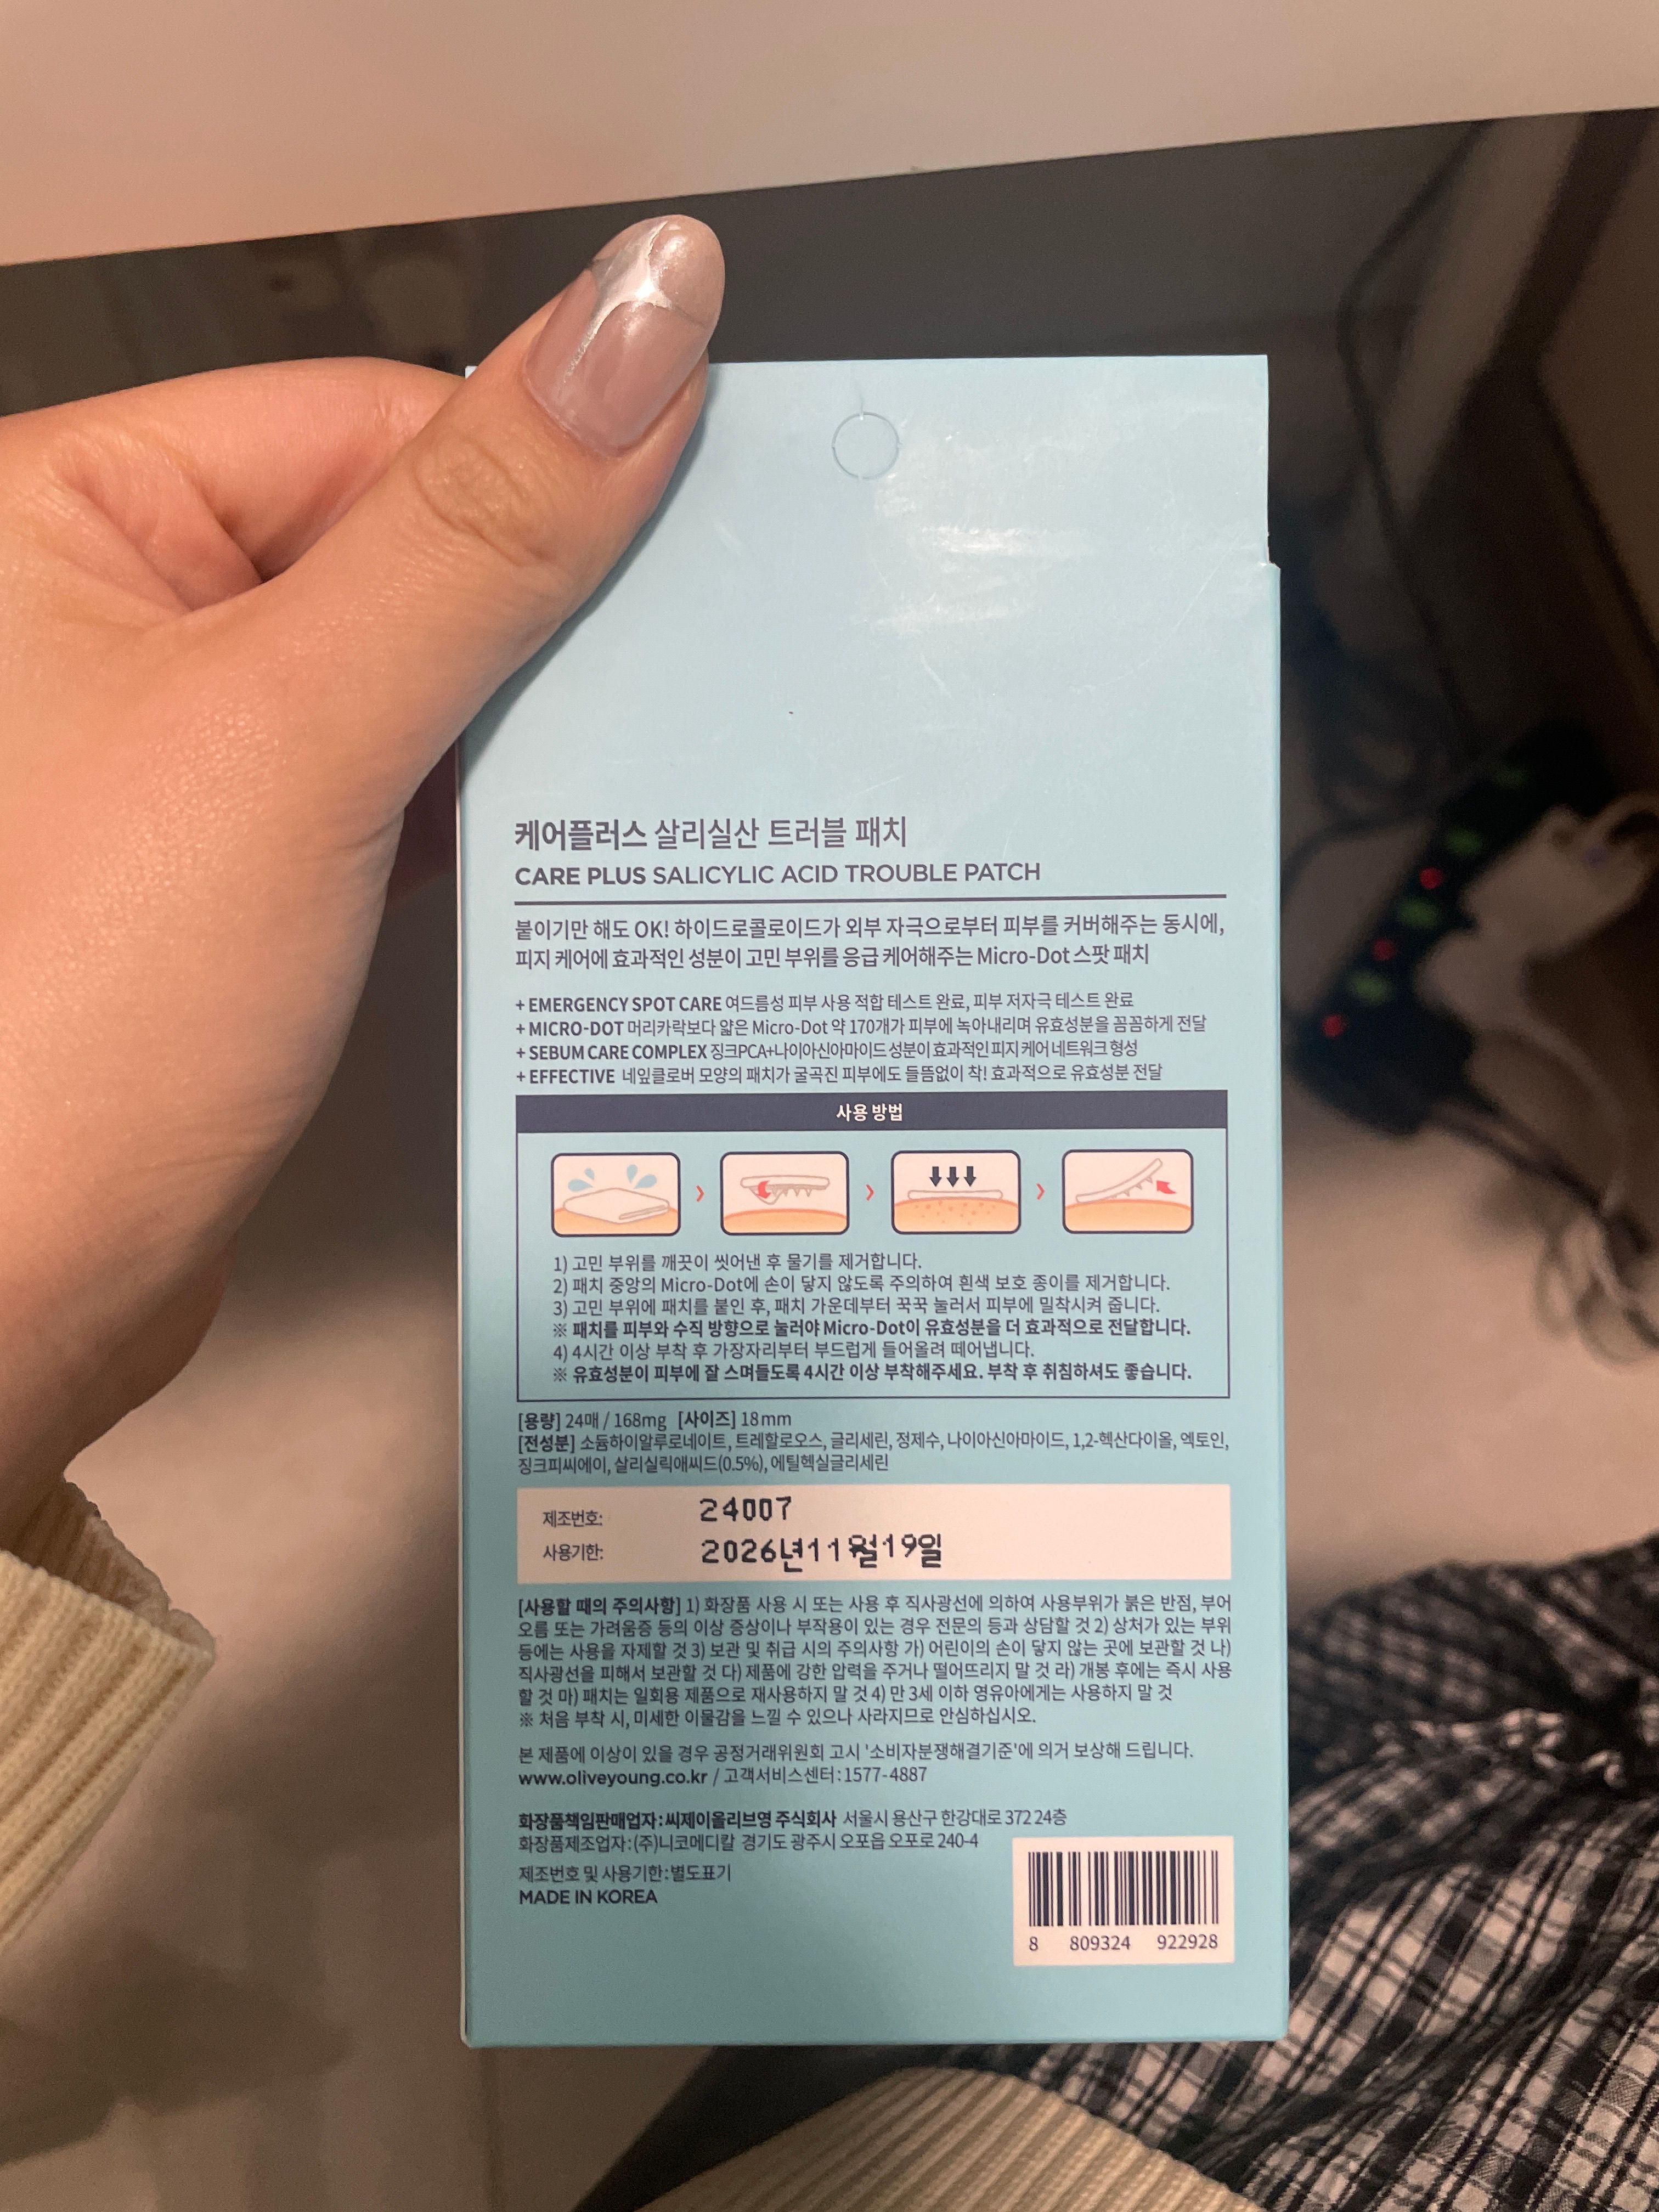 케어플러스 살리실산 트러블 패치
CARE PLUS SALICYLIC ACID TROUBLE PATCH
붙이기만 해도 OK! 하이드로콜로이드가 외부 자극으로부터 피부를 커버해주는 동시에,
피지 케어에 효과적인 성분이 고민 부위를 응급 케어해주는 Micro-Dot 스팟 패치
+ EMERGENCY SPOT CARE 여드름성 피부 사용 적합 테스트 완료, 피부 저자극 테스트 완료
+ MICRO-DOT 머리카락보다 얇은 Micro-Dot 약 170개가 피부에 녹아내리며 유효성분을 꼼꼼하게 전달
+ SEBUM CARE COMPLEX 징크PCA+나이아신아마이드 성분이 효과적인 피지 케어 네트워크 형성
+ EFFECTIVE 네잎클로버 모양의 패치가 굴곡진 피부에도 들뜸없이 착! 효과적으로 유효성분 전달
사용 방법
1) 고민 부위를 깨끗이 씻어낸 후 물기를 제거합니다.
2) 패치 중앙의 Micro-Dot에 손이 닿지 않도록 주의하여 흰색 보호 종이를 제거합니다.
3) 고민 부위에 패치를 붙인 후, 패치 가운데부터 꾹꾹 눌러서 피부에 밀착시켜 줍니다.
※ 패치를 피부와 수직 방향으로 눌러야 Micro-Dot이 유효성분을 더 효과적으로 전달합니다.
4) 4시간 이상 부착 후 가장자리부터 부드럽게 들어올려 떼어냅니다.
※ 유효성분이 피부에 잘 스며들도록 4시간 이상 부착해주세요. 부착 후 취침하셔도 좋습니다.
[용량] 24매 / 168mg [사이즈] 18mm
[전성분] 소듐하이알루로네이트, 트레할로오스, 글리세린, 정제수, 나이아신아마이드, 1,2-헥산다이올, 엑토인,
징크피씨에이, 살리실릭애씨드(0.5%), 에틸헥실글리세린
제조번호: 24007
사용기한: 2026년11월19일
[사용할 때의 주의사항] 1) 화장품 사용 시 또는 사용 후 직사광선에 의하여 사용부위가 붉은 반점, 부어
오름 또는 가려움증 등의 이상 증상이나 부작용이 있는 경우 전문의 등과 상담할 것 2) 상처가 있는 부위
등에는 사용을 자제할 것 3) 보관 및 취급 시의 주의사항 가) 어린이의 손이 닿지 않는 곳에 보관할 것 나)
직사광선을 피해서 보관할 것 다) 제품에 강한 압력을 주거나 떨어뜨리지 말 것 라) 개봉 후에는 즉시 사용
할 것 마) 패치는 일회용 제품으로 재사용하지 말 것 4) 만 3세 이하 영유아에게는 사용하지 말 것
※ 처음 부착 시, 미세한 이물감을 느낄 수 있으나 사라지므로 안심하십시오.
본 제품에 이상이 있을 경우 공정거래위원회 고시 '소비자분쟁해결기준'에 의거 보상해 드립니다.
www.oliveyoung.co.kr / 고객서비스센터:1577-4887
화장품책임판매업자:씨제이올리브영 주식회사 서울시 용산구 한강대로 372 24층
화장품제조업자:(주)니코메디칼 경기도 광주시 오포읍 오포로 240-4
제조번호 및 사용기한:별도표기
MADE IN KOREA
8 809324 922928